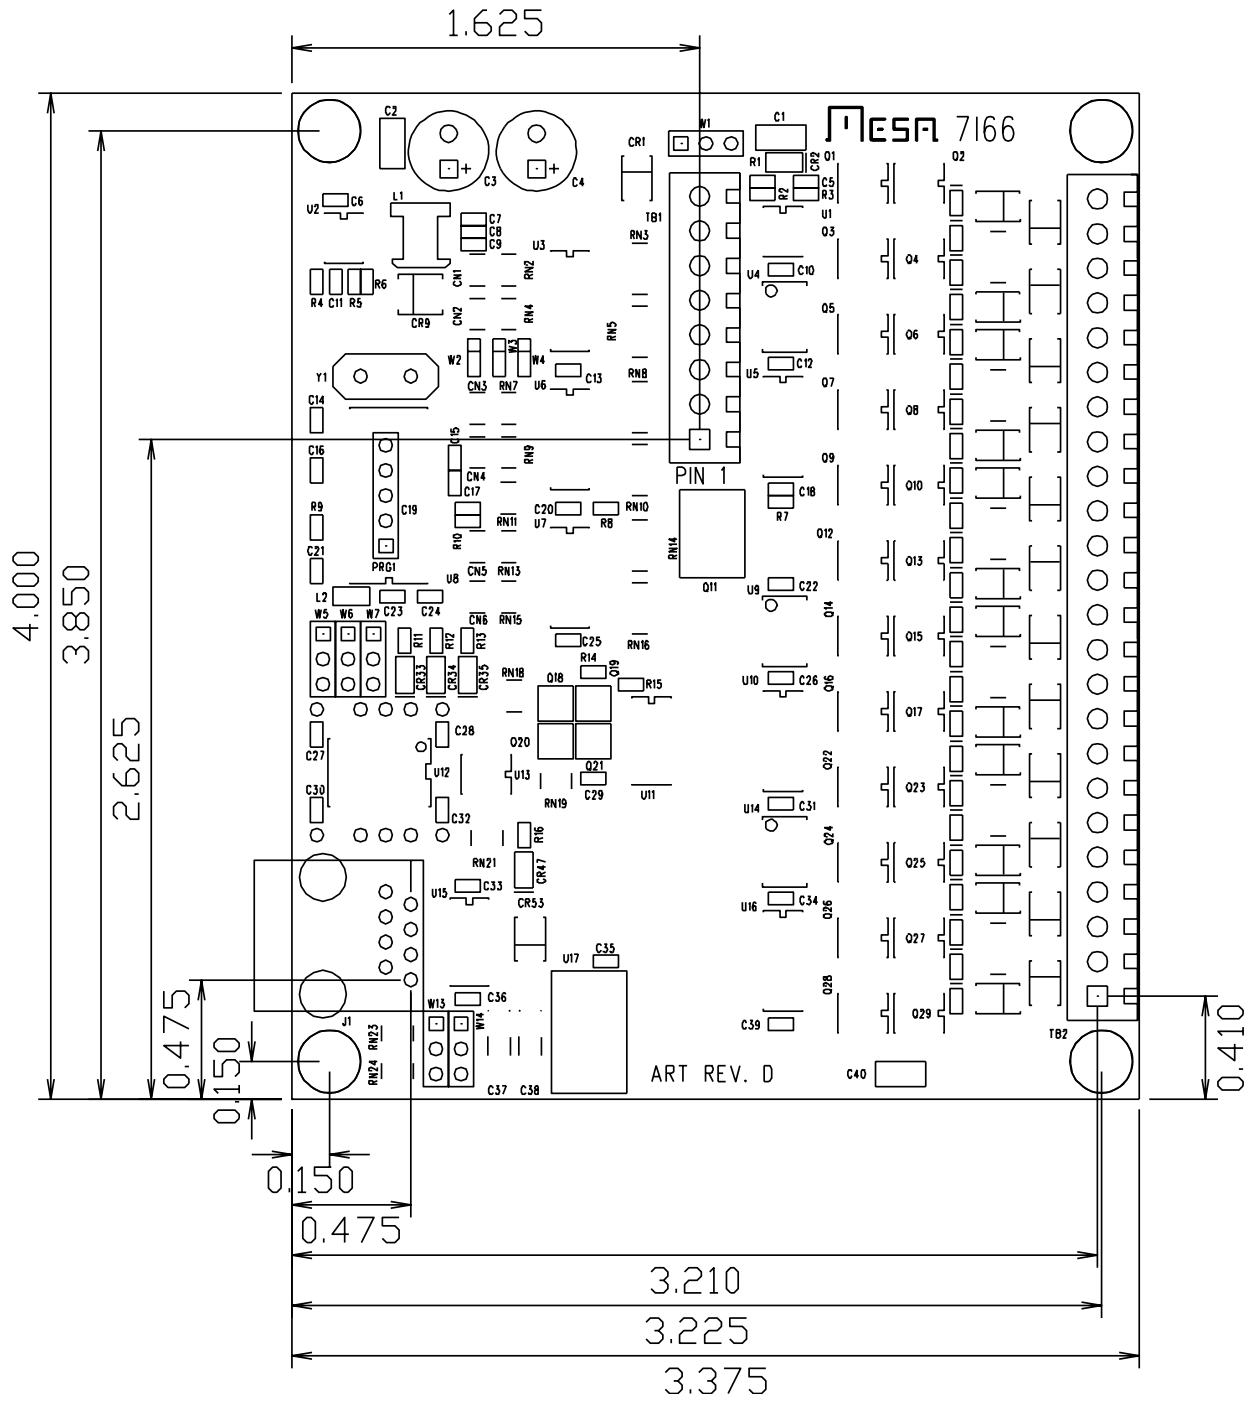 1.625
C2
C3
C4
CR1
W1
C1
MESA 7I66
R1
CR2
Q1
Q2
U2
C6
L1
C7
C8
C9
TB1
R2
C5
R3
U1
CN1
RN2
U3
RN3
Q3
Q4
U4
C10
R4
C11
R5
R6
CR9
CN2
RN4
RN5
Q5
Q6
Y1
W2
W3
W4
CN3
RN7
U6
C13
RN8
U5
C12
Q7
Q8
C14
C16
C15
CN4
C17
RN9
PIN 1
Q9
Q10
R9
C19
R10
RN11
C20
U7
R8
RN10
RN14
Q11
C18
R7
Q12
Q13
4.000
3.850
C21
PRG1
U8
CN5
RN13
U9
C22
L2
C23
C24
CN6
RN15
Q14
Q15
W5
W6
W7
R11
R12
R13
CR33
CR34
CR35
RN18
C25
R14
Q19
RN16
Q18
R15
U10
C26
Q16
Q17
2.625
C27
C28
Q20
Q21
U12
U13
RN19
C29
U11
Q22
Q23
C30
C32
U14
C31
R16
RN21
CR47
Q24
Q25
U15
C33
CR53
U16
C34
Q26
Q27
U17
C35
C36
Q28
Q29
0.475
0.150
J1
RN23
RN24
W13
W14
C37
C38
C39
TB2
ART REV. D
C40
0.410
0.150
0.475
3.210
3.225
3.375